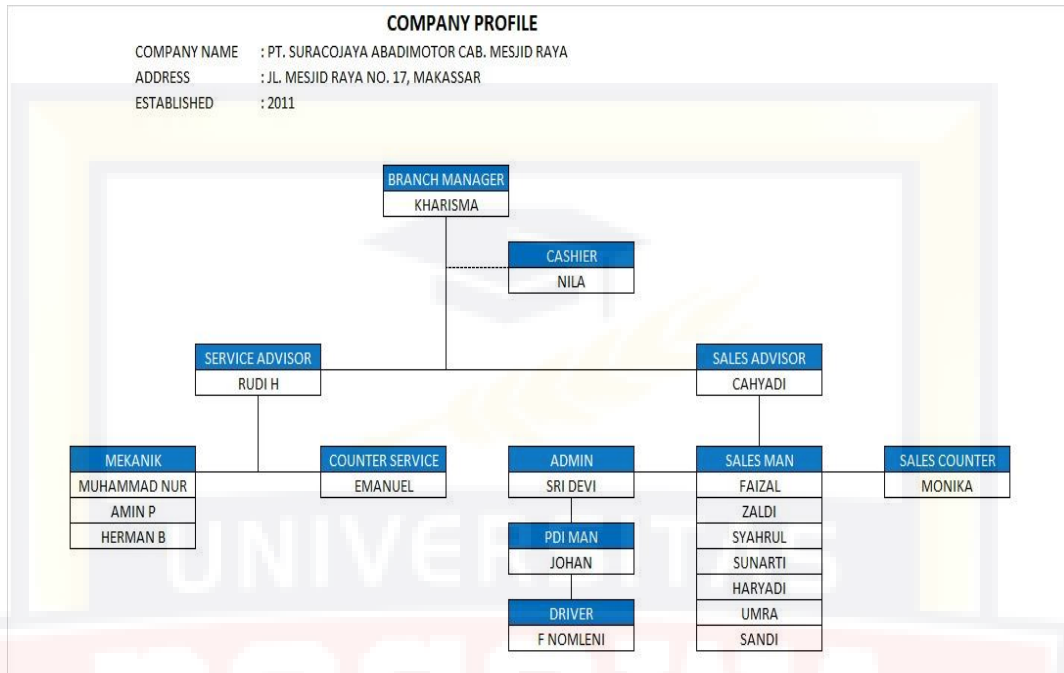 COMPANY PROFILE
COMPANY NAME : PT. SURACOJAYA ABADIMOTOR CAB. MESJID RAYA
ADDRESS : JL. MESJID RAYA NO. 17, MAKASSAR
ESTABLISHED : 2011
BRANCH MANAGER
KHARISMA
CASHIER
NILA
SERVICE ADVISOR
RUDI H
SALES ADVISOR
CAHYADI
MEKANIK
MUHAMMAD NUR
AMIN P
HERMAN B
COUNTER SERVICE
EMANUEL
ADMIN
SRI DEVI
PDI MAN
JOHAN
DRIVER
F NOMLENI
SALES MAN
FAIZAL
ZALDI
SYAHRUL
SUNARTI
HARYADI
UMRA
SANDI
SALES COUNTER
MONIKA
UNIVERSITAS